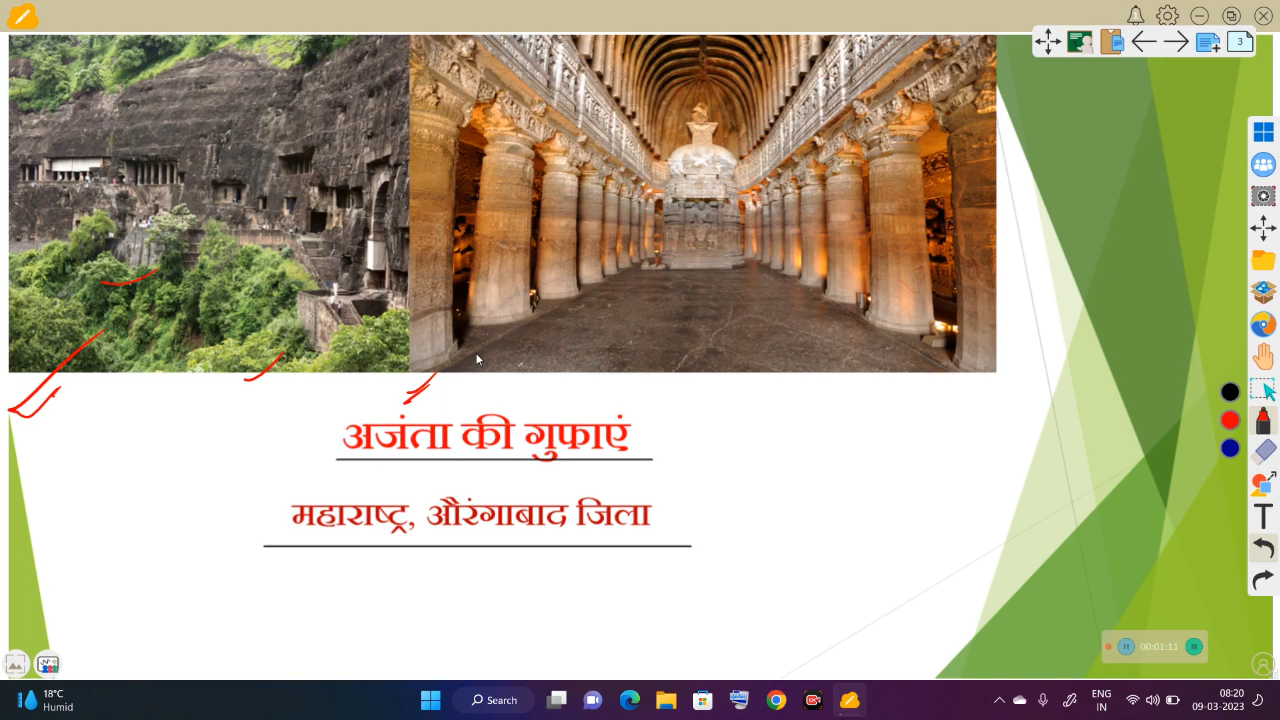 3
अजंता की गुफाएं
महाराष्ट्र, औरंगाबाद जिला
00:01:11
18°C
Humid
Search
ENG
IN
08:20
09-03-2023